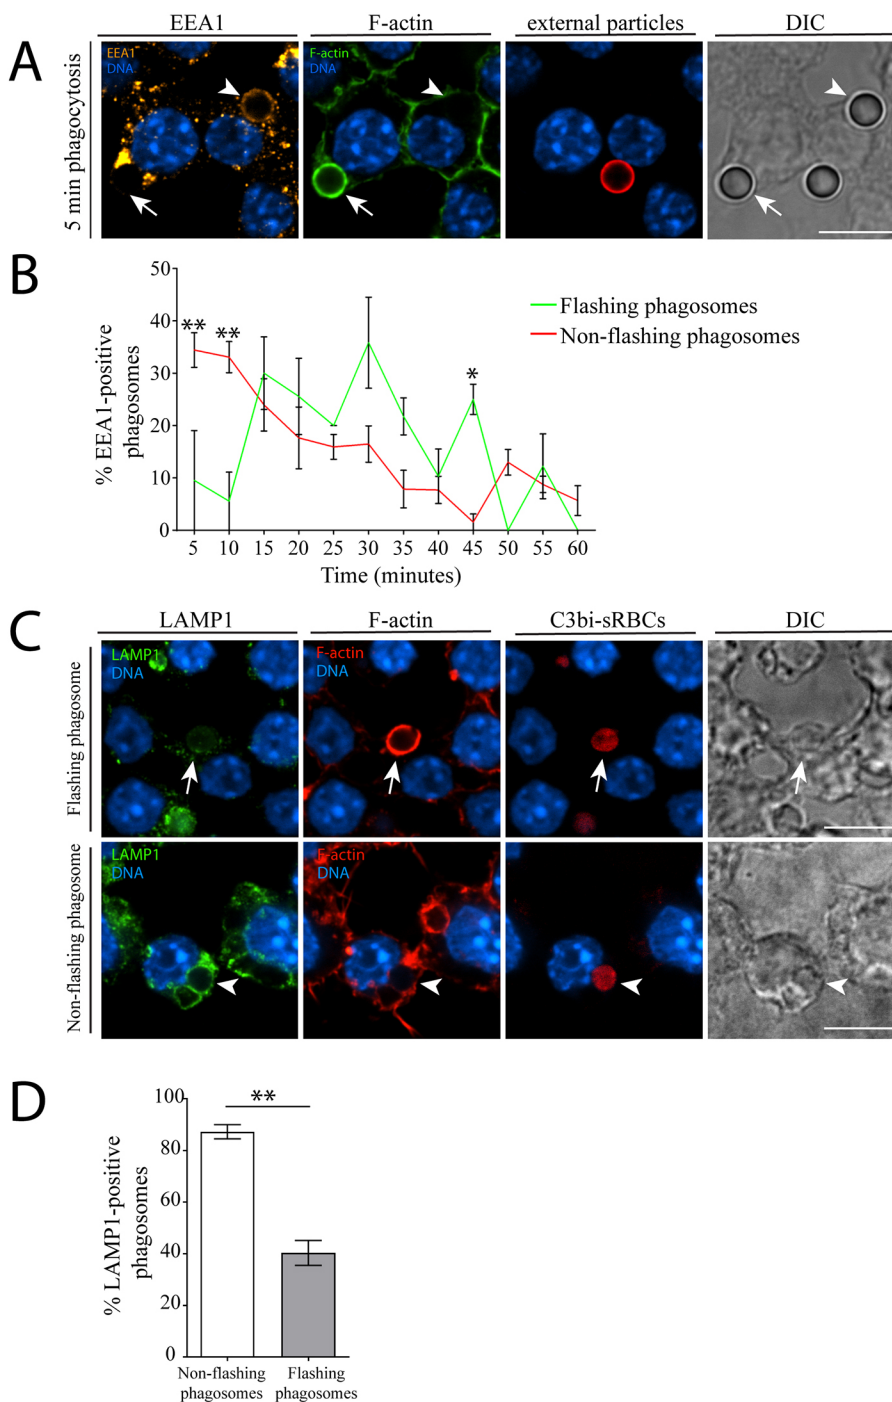 A
EEA1
F-actin
external particles
DIC
5 min phagocytosis
EEA1
DNA
F-actin
DNA
B
% EEA1-positive
phagosomes
50
40
30
20
10
0
**
**
*
Flashing phagosomes
Non-flashing phagosomes
5 10 15 20 25 30 35 40 45 50 55 60
Time (minutes)
C
LAMP1
F-actin
C3bi-sRBCs
DIC
Flashing phagosome
LAMP1
DNA
F-actin
DNA
Non-flashing phagosome
LAMP1
DNA
F-actin
DNA
D
% LAMP1-positive
phagosomes
100
80
60
40
20
0
**
Non-flashing
phagosomes
Flashing
phagosomes